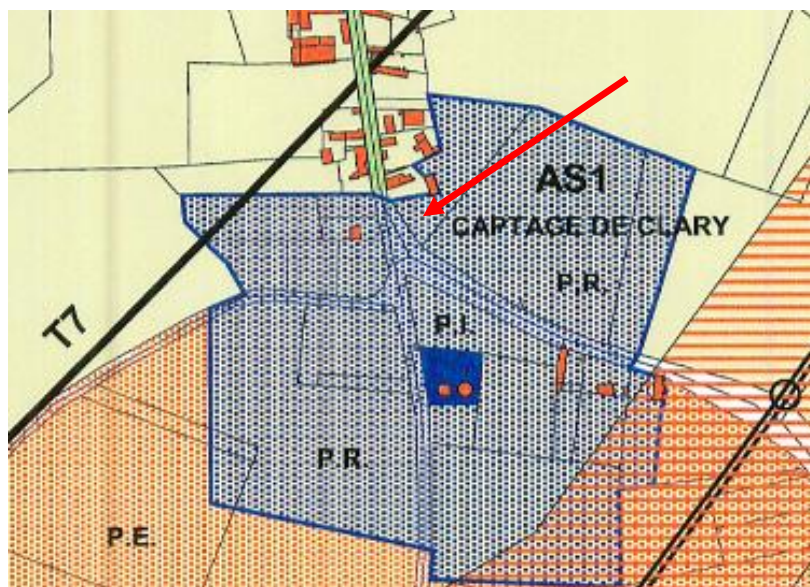 AS1
CAPTAGE DE CLARY
P.R.
T7
P.I.
P.R.
P.E.